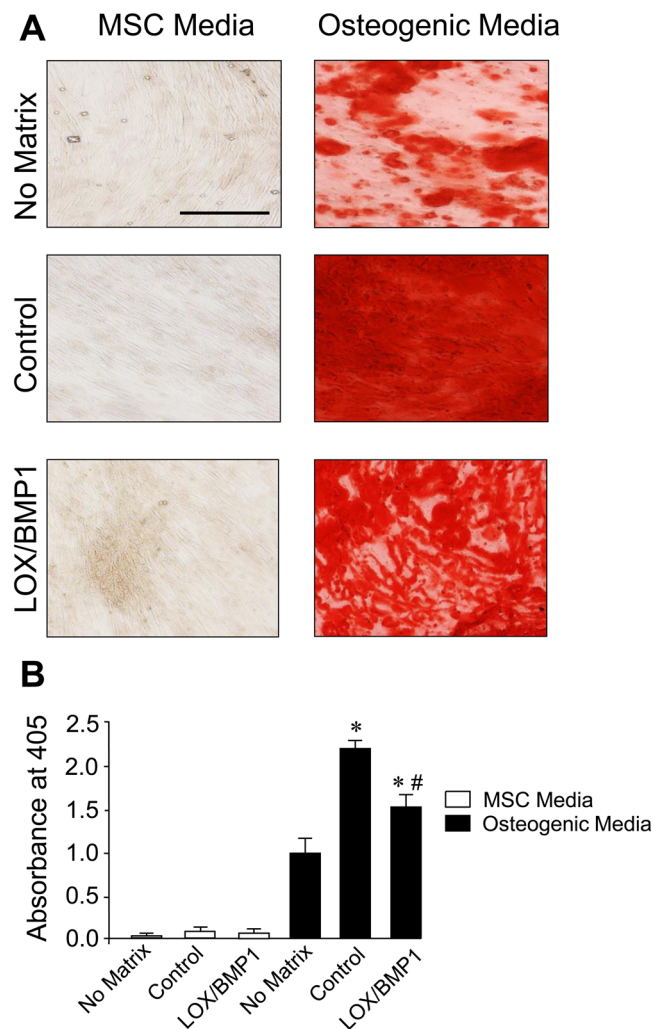 A
MSC Media
Osteogenic Media
No Matrix
Control
LOX/BMP1
B
Absorbance at 405
2.5
2.0
1.5
1.0
0.5
0.0
*
* #
MSC Media
Osteogenic Media
No Matrix
Control
LOX/BMP1
No Matrix
Control
LOX/BMP1